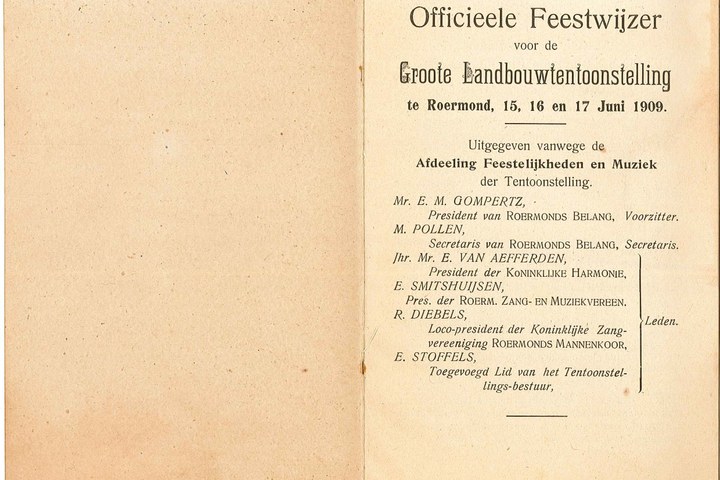 Officieele Feestwijzer
voor de
Groote Landbouwtentoonstelling
te Roermond, 15, 16 en 17 Juni 1909.
Uitgegeven vanwege de
Afdeeling Feestelijkheden en Muziek
der Tentoonstelling.
Mr. E. M. GOMPERTZ,
President van ROERMONDS BELANG, Voorzitter.
M. POLLEN,
Secretaris van ROERMONDS BELANG, Secretaris.
Jhr. Mr. E. VAN AEFFERDEN,
President der KONINKLIJKE HARMONIE,
E. SMITSHUIJSEN,
Pres. der ROERM. ZANG- EN MUZIEKVEREEN.
R. DIEBELS,
Leden.
Loco-president der Koninklijke Zang-
vereeniging ROERMONDS MANNENKOOR,
E. STOFFELS,
Toegevoegd Lid van het Tentoonstel-
lings-bestuur,